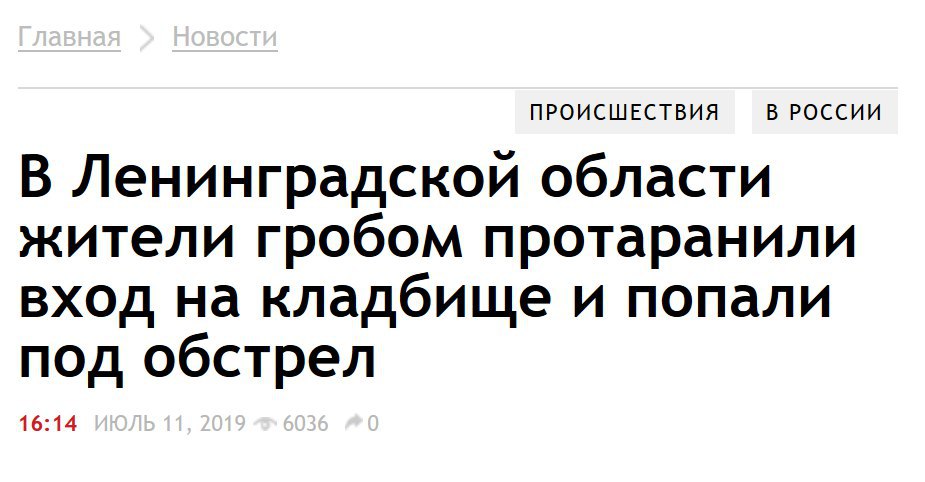 Главная > Новости
ПРОИСШЕСТВИЯ В РОССИИ
В Ленинградской области
жители гробом протаранили
вход на кладбище и попали
под обстрел
16:14 ИЮЛЬ 11, 2019 6036 0